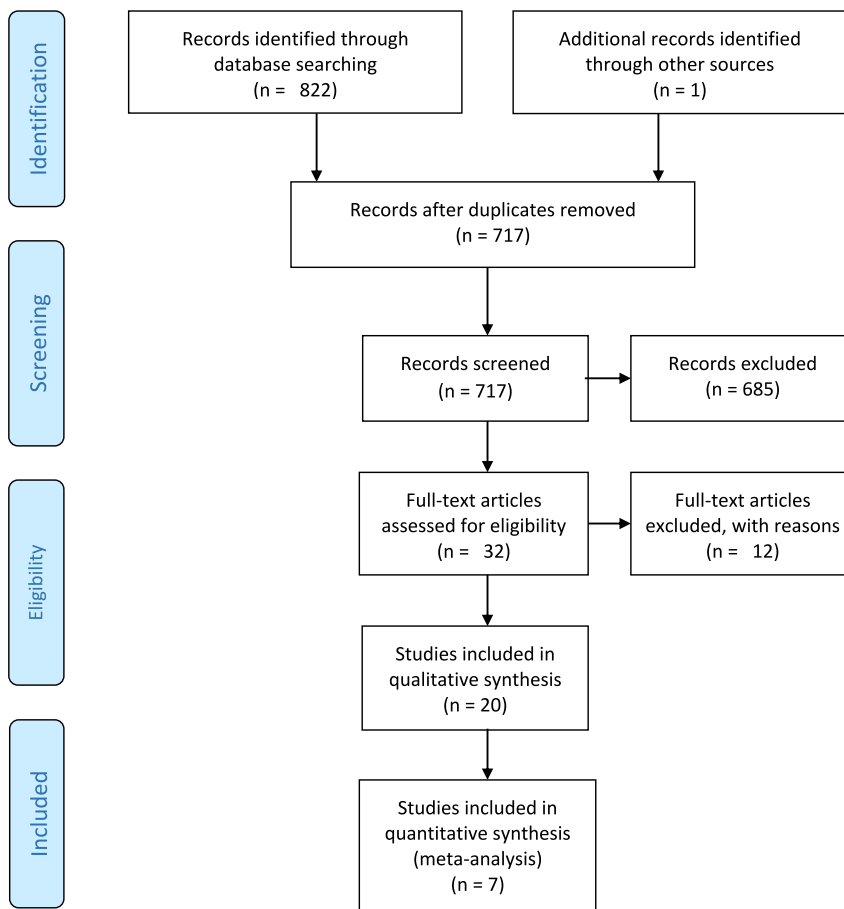 Identification
Records identified through
database searching
(n =   822)
Additional records identified
through other sources
(n = 1)
Records after duplicates removed
(n = 717)
Screening
Records screened
(n = 717)
Records excluded
(n = 685)
Eligibility
Full-text articles
assessed for eligibility
(n =   32)
Full-text articles
excluded, with reasons
(n =   12)
Studies included in
qualitative synthesis
(n = 20)
Included
Studies included in
quantitative synthesis
(meta-analysis)
(n = 7)